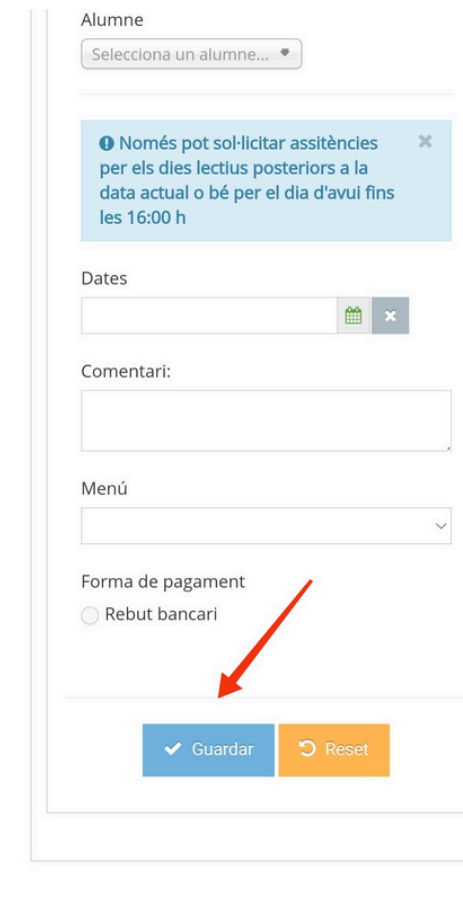 Alumne
Selecciona un alumne...
Només pot sol·licitar assitències
per els dies lectius posteriors a la
data actual o bé per el dia d'avui fins
les 16:00 h
Dates
Comentari:
Menú
Forma de pagament
Rebut bancari
Guardar
Reset